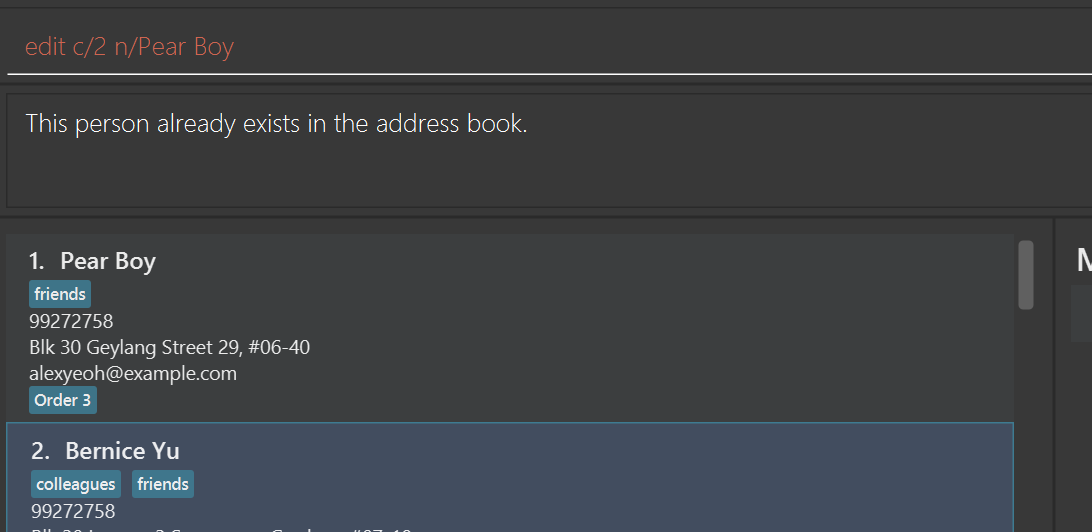 edit c/2 n/Pear Boy
This person already exists in the address book.
1. Pear Boy
friends
99272758
Blk 30 Geylang Street 29, #06-40
alexyeoh@example.com
Order 3
2. Bernice Yu
colleagues friends
99272758
M